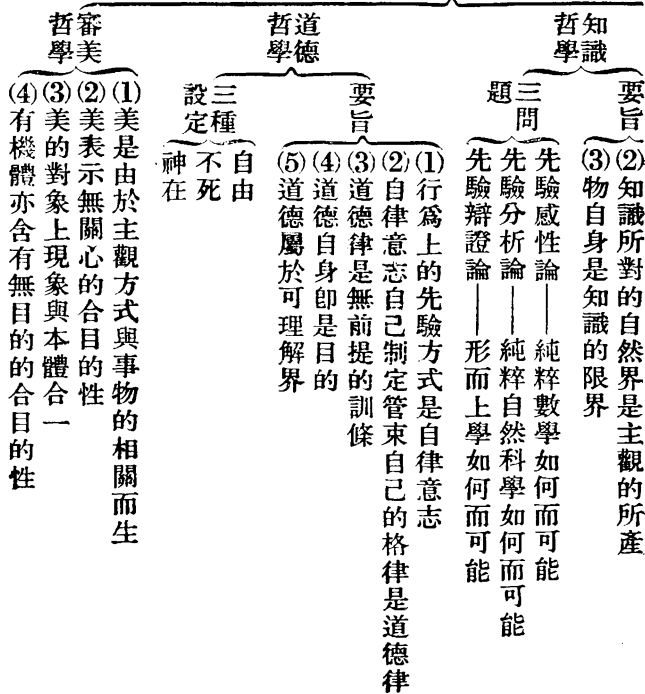 知識哲學
要旨
(2)知識所對的自然界是主觀的所產
(3)物自身是知識的限界
三問題
先驗感性論——純粹數學如何而可能
先驗分析論——純粹自然科學如何而可能
先驗辯證論——形而上學如何而可能
道德哲學
要旨
(1)行爲上的先驗方式是自律意志
(2)自律意志自己制定管束自己的格律是道德律
(3)道德律是無前提的訓條
(4)道德自身卽是目的
(5)道德屬於可理解界
三種設定
自由
不死
神在
審美哲學
(1)美是由於主觀方式與事物的相關而生
(2)美表示無關心的合目的性
(3)美的對象上現象與本體合一
(4)有機體亦含有無目的的合目的性